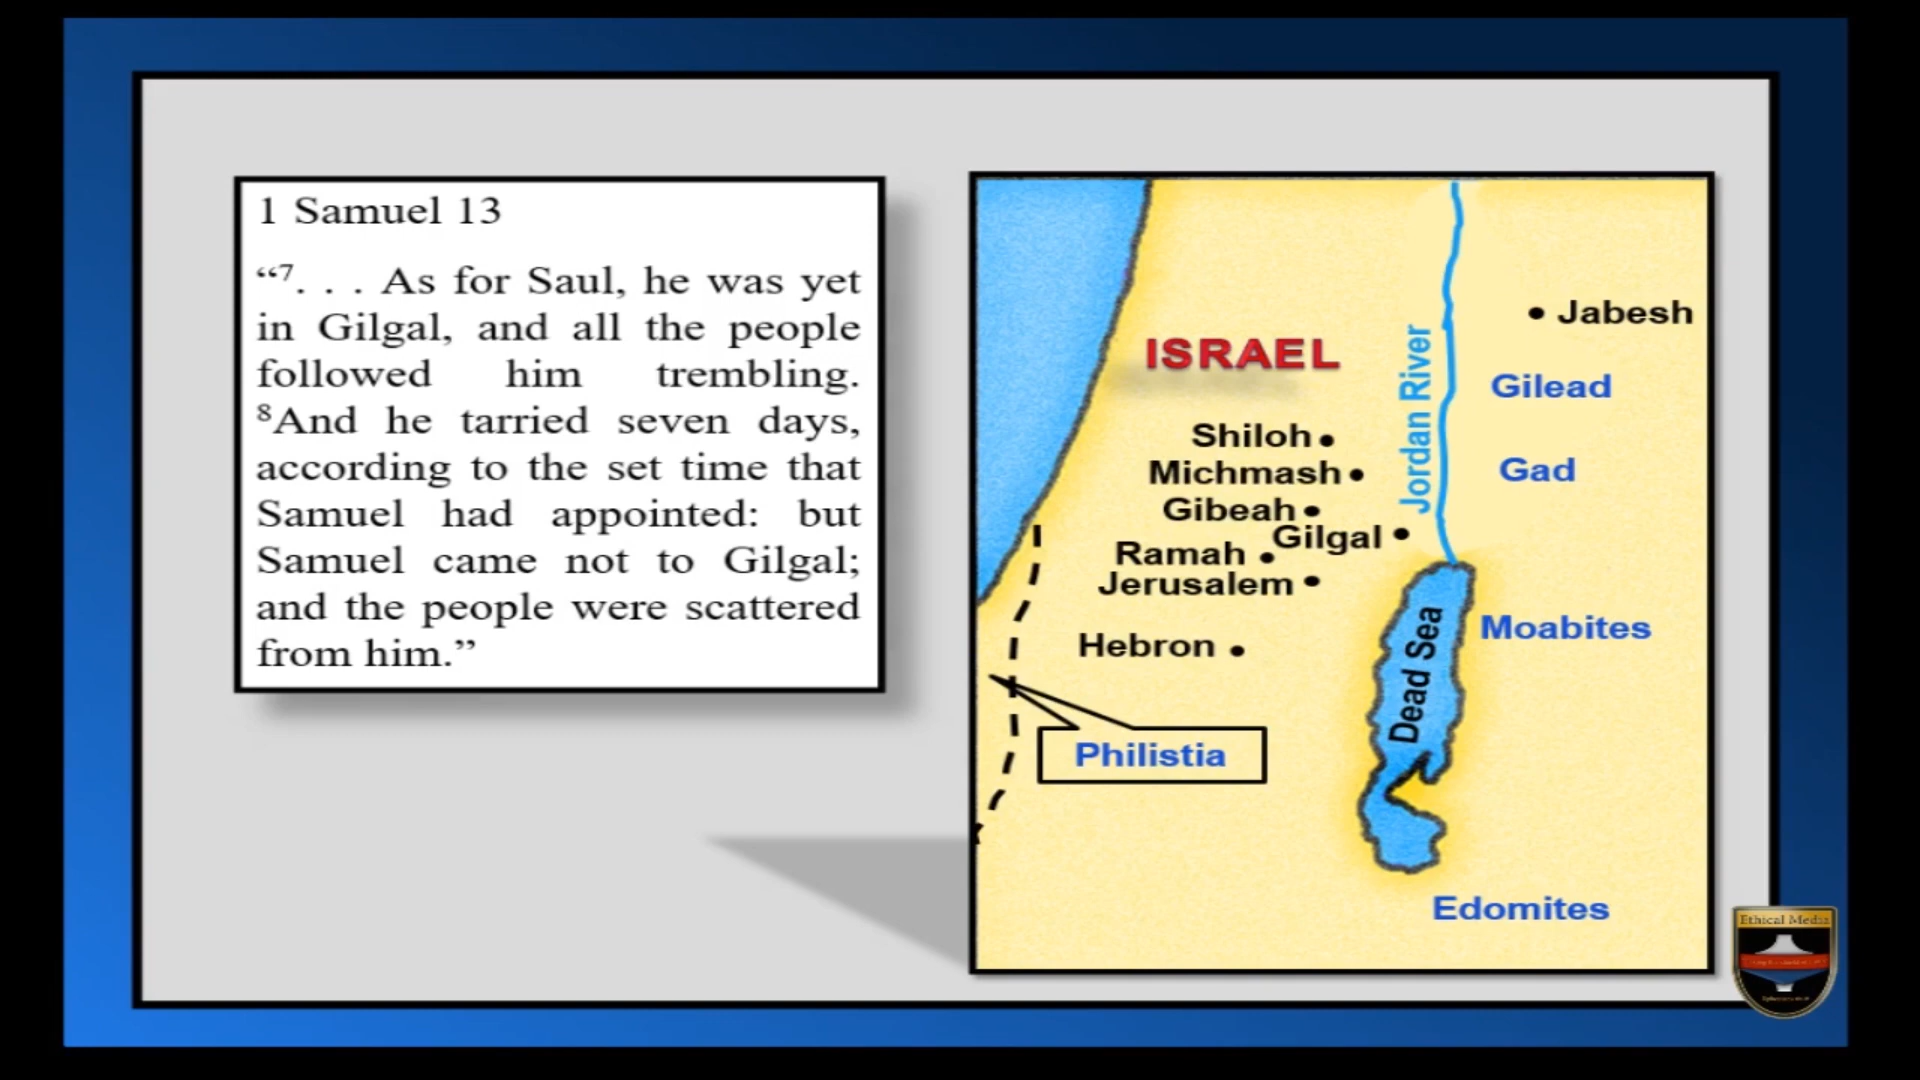 1 Samuel 13
“7. . . As for Saul, he was yet
in Gilgal, and all the people
followed him trembling.
8And he tarried seven days,
according to the set time that
Samuel had appointed: but
Samuel came not to Gilgal;
and the people were scattered
from him.”
Jabesh
ISRAEL
Jordan River
Gilead
Shiloh
Michmash
Gad
Gibeah
Gilgal
Ramah
Jerusalem
Moabites
Hebron
Dead Sea
Philistia
Edomites
Ethical Media